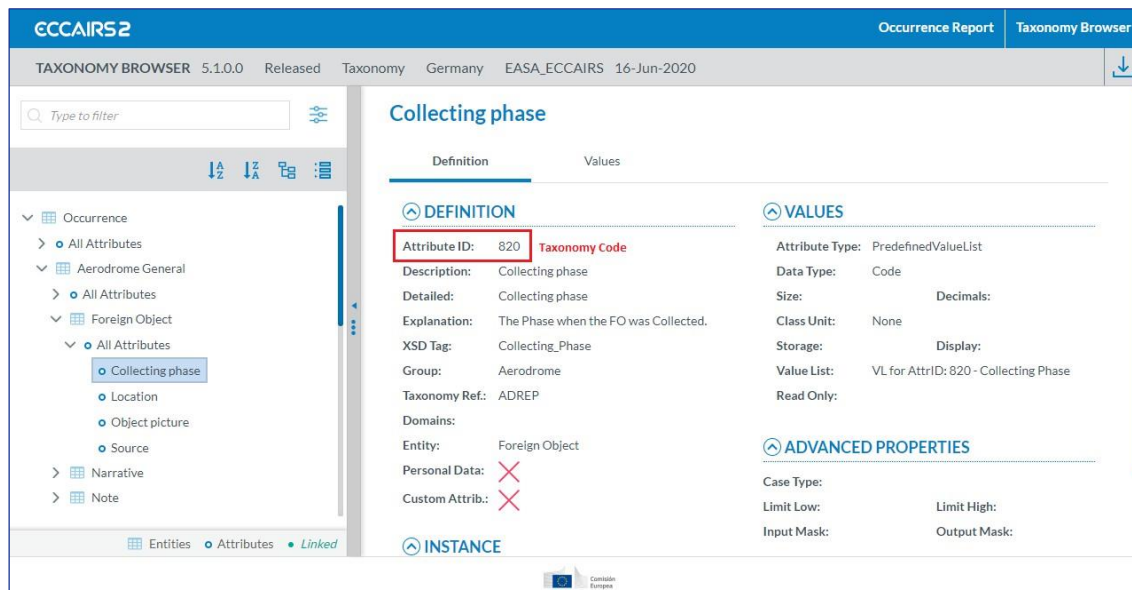 ECCAIRS 2
Occurrence Report
Taxonomy Browser
TAXONOMY BROWSER 5.1.0.0 Released Taxonomy Germany EASA_ECCAIRS 16-Jun-2020
Type to filter
Occurrence
All Attributes
Aerodrome General
All Attributes
Foreign Object
All Attributes
Collecting phase
Location
Object picture
Source
Narrative
Note
Entities Attributes Linked
Collecting phase
Definition Values
DEFINITION
Attribute ID: 820 Taxonomy Code
Description: Collecting phase
Detailed: Collecting phase
Explanation: The Phase when the FO was Collected.
XSD Tag: Collecting_Phase
Group: Aerodrome
Taxonomy Ref.: ADREP
Domains:
Entity: Foreign Object
Personal Data:
Custom Attrib.:
INSTANCE
VALUES
Attribute Type: PredefinedValueList
Data Type: Code
Size: Decimals:
Class Unit: None
Storage: Display:
Value List: VL for AttrID: 820 - Collecting Phase
Read Only:
ADVANCED PROPERTIES
Case Type:
Limit Low: Limit High:
Input Mask: Output Mask:
Comisión
Europea